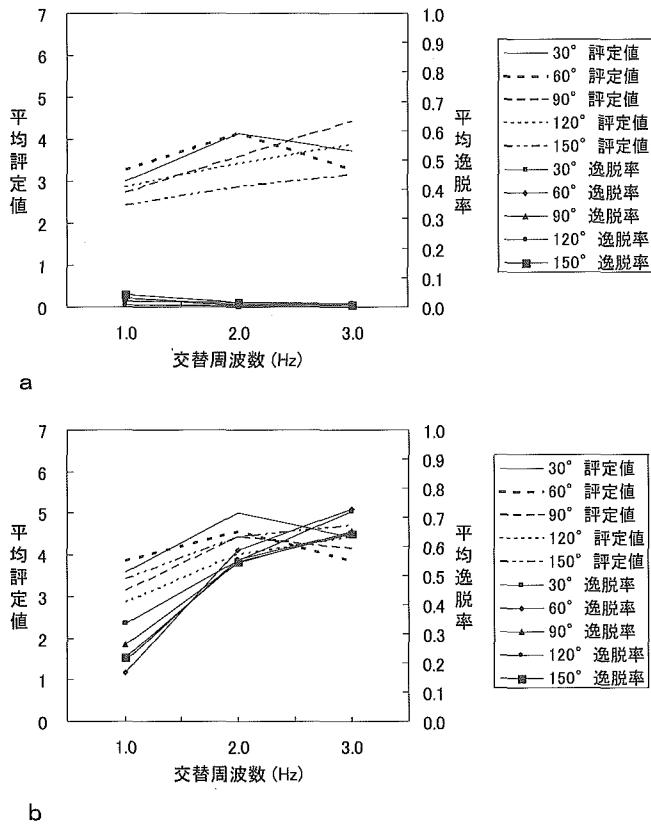 7
6
5
4
3
2
1
0
平均評定値
1.0
0.9
0.8
0.7
0.6
0.5
0.4
0.3
0.2
0.1
0.0
平均逸脱率
1.0 2.0 3.0
交替周波数 (Hz)
30° 評定値
60° 評定値
90° 評定値
120° 評定値
150° 評定値
30° 逸脱率
60° 逸脱率
90° 逸脱率
120° 逸脱率
150° 逸脱率
a
7
6
5
4
3
2
1
0
平均評定値
1.0
0.9
0.8
0.7
0.6
0.5
0.4
0.3
0.2
0.1
0.0
平均逸脱率
1.0 2.0 3.0
交替周波数 (Hz)
30° 評定値
60° 評定値
90° 評定値
120° 評定値
150° 評定値
30° 逸脱率
60° 逸脱率
90° 逸脱率
120° 逸脱率
150° 逸脱率
b